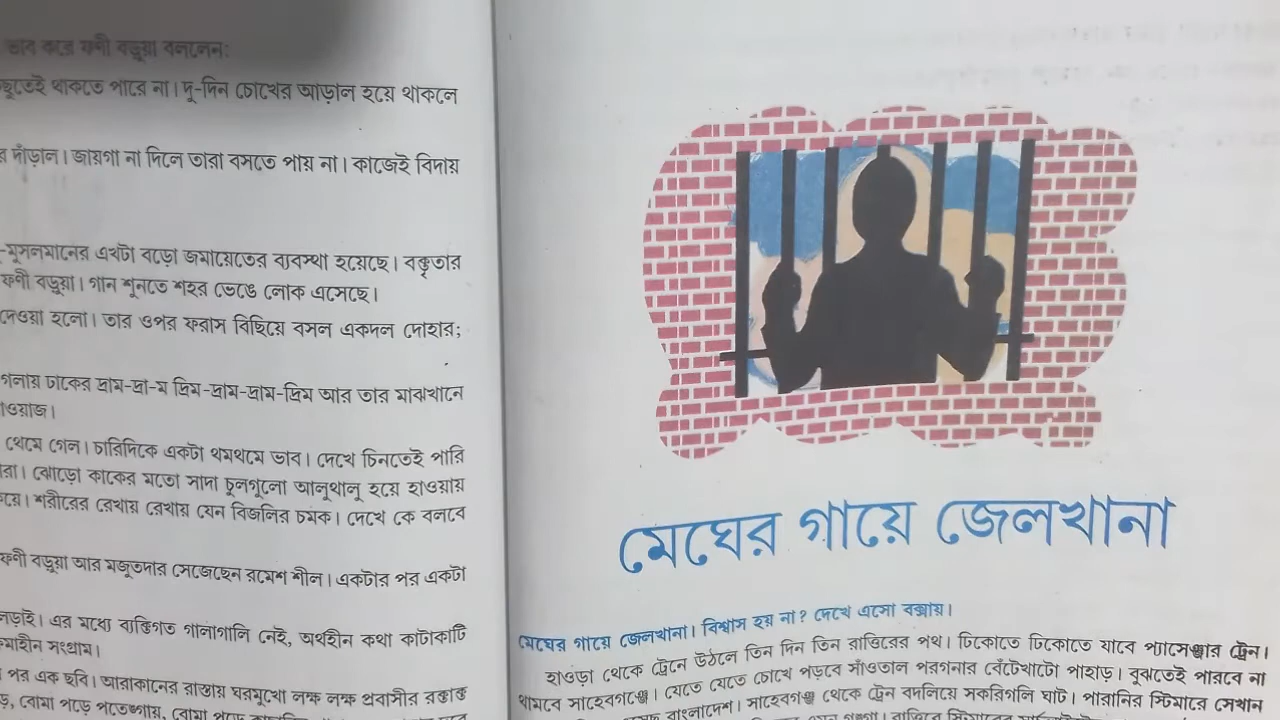 ভাব করে ফণী বড়ুয়া বললেন:
থাকতে পারে না। দু-দিন চোখের আড়াল হয়ে থাকলে
দাঁড়াল। জায়গা না দিলে তারা বসতে পায় না। কাজেই বিদায়
-মুসলমানের একটা বড়ো জমায়েতের ব্যবস্থা হয়েছে। বক্তৃতার
ফণী বড়ুয়া। গান শুনতে শহর ভেঙে লোক এসেছে।
দেওয়া হলো। তার ওপর ফরাস বিছিয়ে বসল একদল দোহার;
গলায় ঢাকের দ্রাম-দ্রা-ম দ্রিম-দ্রাম-দ্রাম-দ্রিম আর তার মাঝখানে
থেমে গেল। চারিদিকে একটা থমথমে ভাব। দেখে চিনতেই পারি
ঝোড়ো কাকের মতো সাদা চুলগুলো আলুথালু হয়ে হাওয়ায়
শরীরের রেখায় রেখায় যেন বিজলির চমক। দেখে কে বলবে
ফণী বড়ুয়া আর মজুতদার সেজেছেন রমেশ শীল। একটার পর একটা
লড়াই। এর মধ্যে ব্যক্তিগত গালাগালি নেই, অর্থহীন কথা কাটাকাটি
সংগ্রাম।
পর এক ছবি। আরাকানের রাস্তায় ঘরমুখো লক্ষ লক্ষ প্রবাসীর রক্তাক্ত
বোমা পড়ে পতেঙ্গায়, বোমা পড়ে
মেঘের গায়ে জেলখানা
মেঘের গায়ে জেলখানা। বিশ্বাস হয় না? দেখে এসো বক্সায়।
হাওড়া থেকে ট্রেনে উঠলে তিন দিন তিন রাত্তিরের পথ। ঢিকোতে ঢিকোতে যাবে প্যাসেঞ্জার ট্রেন।
থামবে সাহেবগঞ্জে। যেতে যেতে চোখে পড়বে সাঁওতাল পরগনার বেঁটেখাটো পাহাড়। বুঝতেই পারবে না
বাংলাদেশ। সাহেবগঞ্জ থেকে ট্রেন বদলিয়ে সকরিগলি ঘাট। পারানির স্টিমারে সেখান